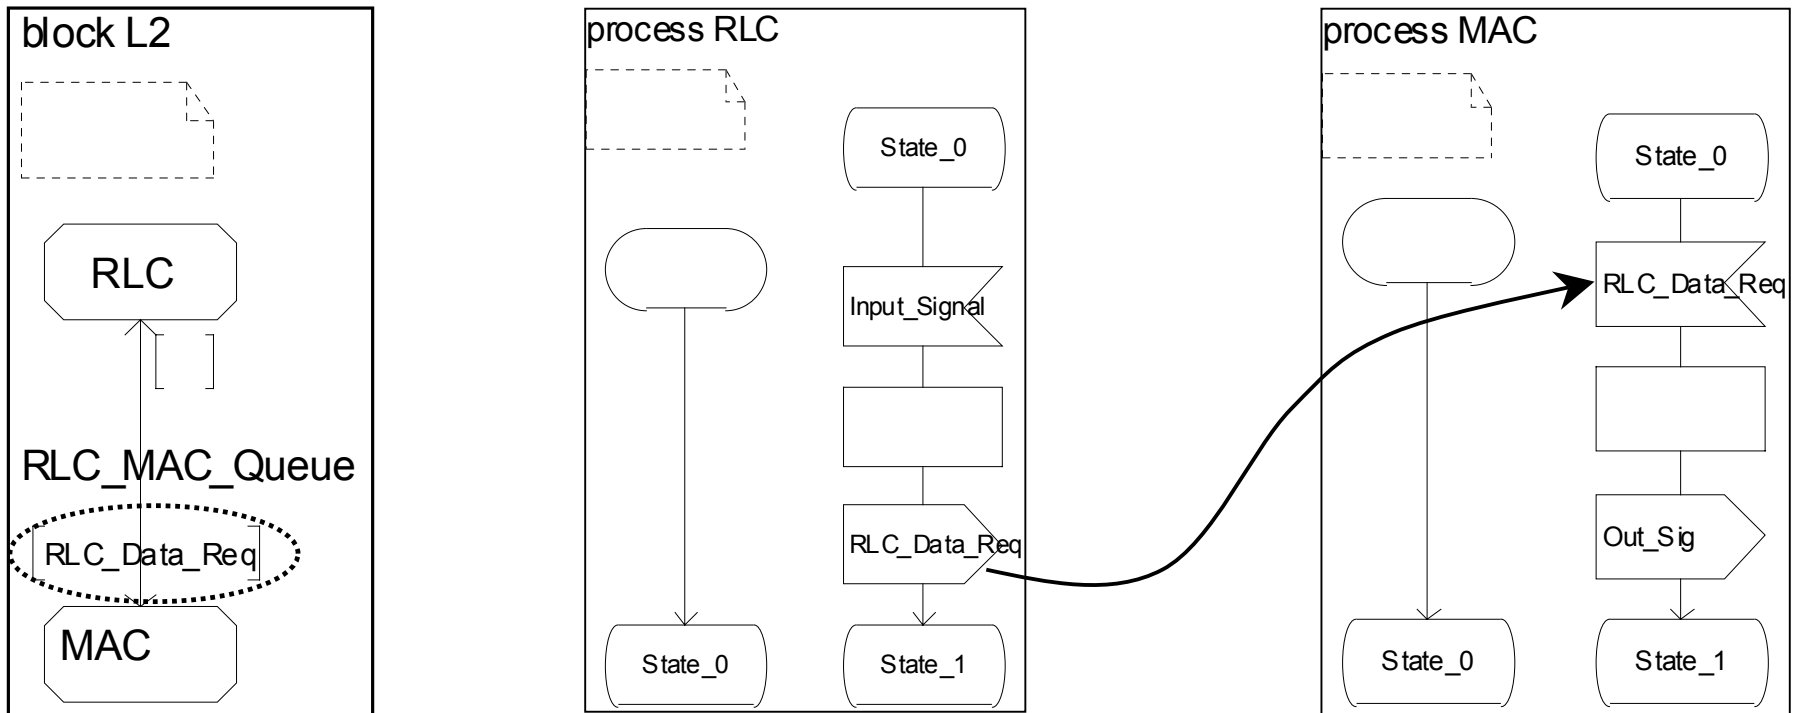 block L2
RLC
RLC_MAC_Queue
RLC_Data_Req
MAC
process RLC
State_0
Input_Signal
RLC_Data_Req
State_0
State_1
process MAC
State_0
RLC_Data_Req
Out_Sig
State_0
State_1